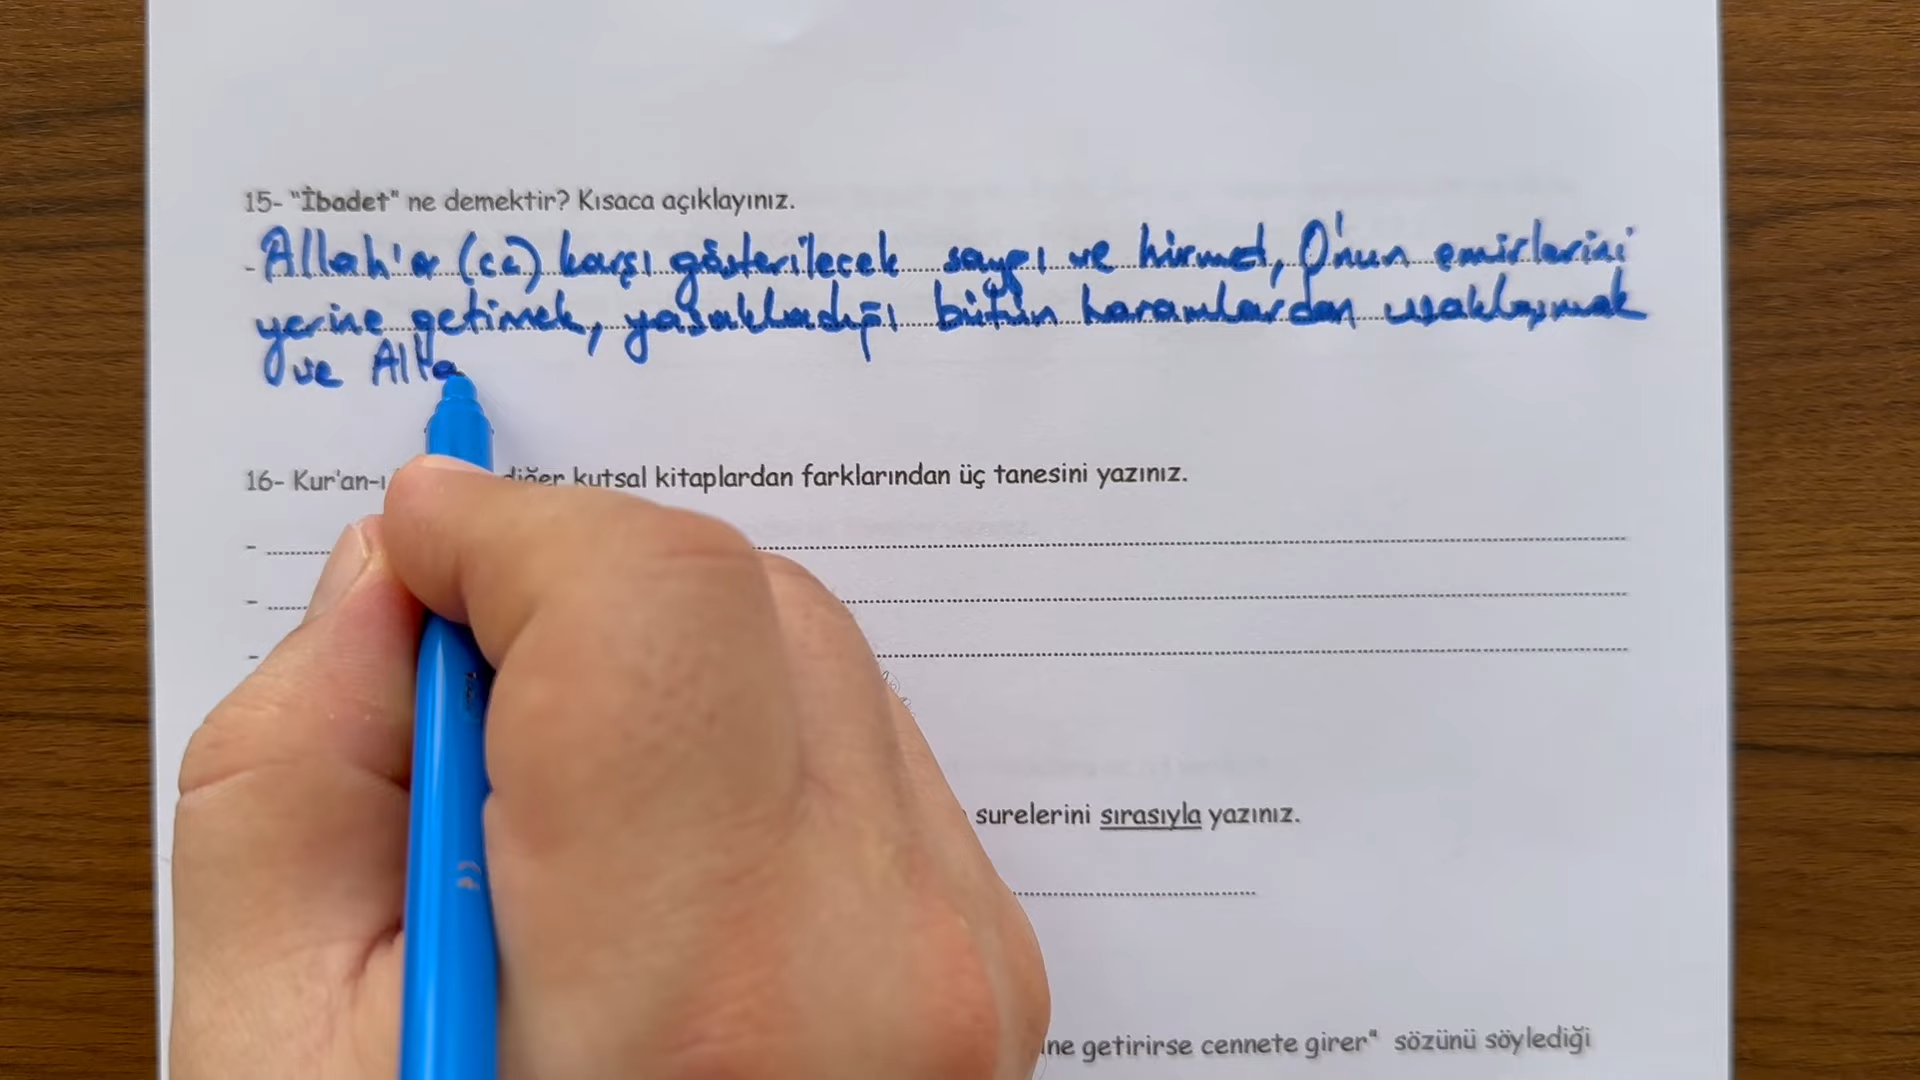 15- "İbadet" ne demektir? Kısaca açıklayınız.
- Allah'a (cc) karşı gösterilecek saygı ve hürmet, O'nun emirlerini
yerine getirmek, yasakladığı bütün haramlardan uzaklaşmak
ve Alla
16- Kur'an-ı diğer kutsal kitaplardan farklarından üç tanesini yazınız.
-
-
-
surelerini sırasıyla yazınız.
ine getirirse cennete girer" sözünü söylediği